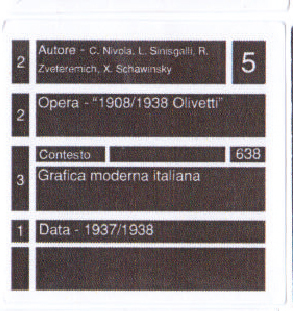 2 Autore - C. Nivola, L. Sinisgalli, R. 5
Zveteremich, X. Schawinsky
2 Opera - "1908/1938 Olivetti"
Contesto 638
3 Grafica moderna italiana
1 Data - 1937/1938